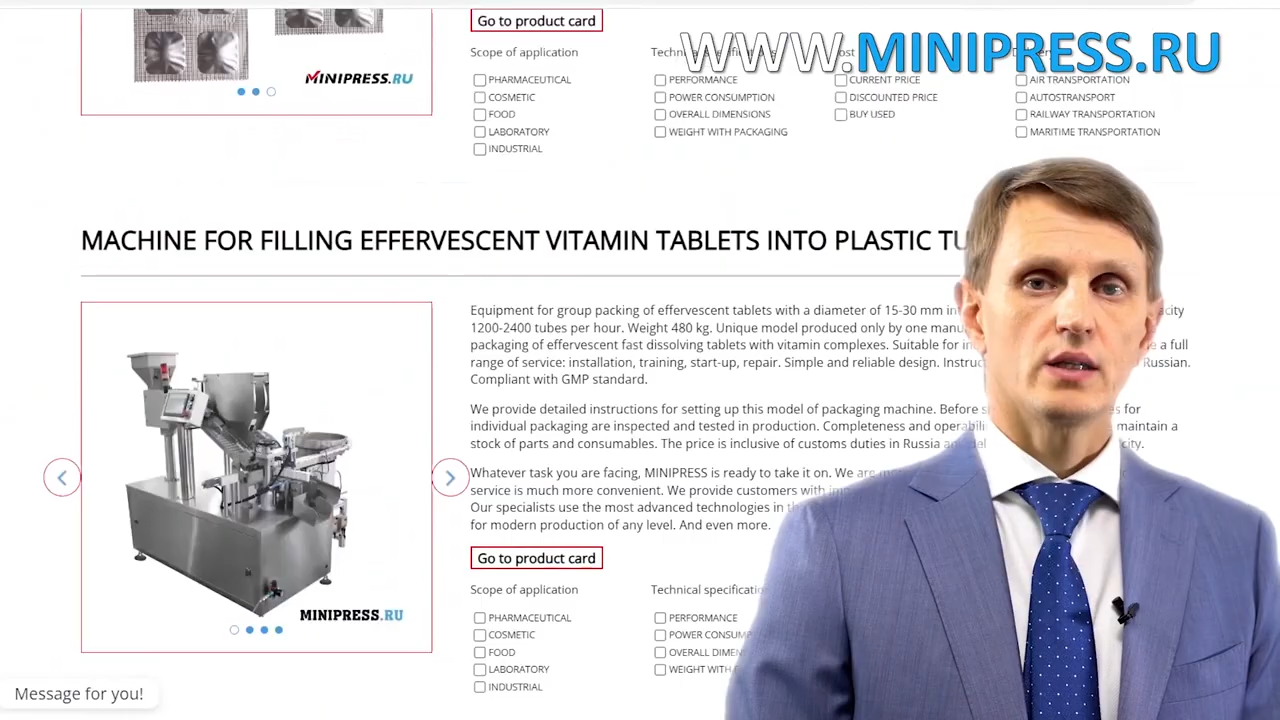 Go to product card
WWW.MINIPRESS.RU
Scope of application
PHARMACEUTICAL
COSMETIC
FOOD
LABORATORY
INDUSTRIAL
PERFORMANCE
POWER CONSUMPTION
OVERALL DIMENSIONS
WEIGHT WITH PACKAGING
CURRENT PRICE
DISCOUNTED PRICE
BUY USED
AIR TRANSPORTATION
AUTOSTRANSPORT
RAILWAY TRANSPORTATION
MARITIME TRANSPORTATION
MINIPRESS.RU
MACHINE FOR FILLING EFFERVESCENT VITAMIN TABLETS INTO PLASTIC
Equipment for group packing of effervescent tablets with a diameter of 15-30 mm
1200-2400 tubes per hour. Weight 480 kg. Unique model produced only by one
packaging of effervescent fast dissolving tablets with vitamin complexes. Suitable for a full
range of service: installation, training, start-up, repair. Simple and reliable design. Russian.
Compliant with GMP standard.
We provide detailed instructions for setting up this model of packaging machine. Before for
individual packaging are inspected and tested in production. Completeness and maintain a
stock of parts and consumables. The price is inclusive of customs duties in Russia
Whatever task you are facing, MINIPRESS is ready to take it on. We are
service is much more convenient. We provide customers with
Our specialists use the most advanced technologies in
for modern production of any level. And even more.
MINIPRESS.RU
Go to product card
Scope of application
PHARMACEUTICAL
COSMETIC
FOOD
LABORATORY
INDUSTRIAL
Technical
PERFORMANCE
POWER
OVERALL
WEIGHT
Message for you!